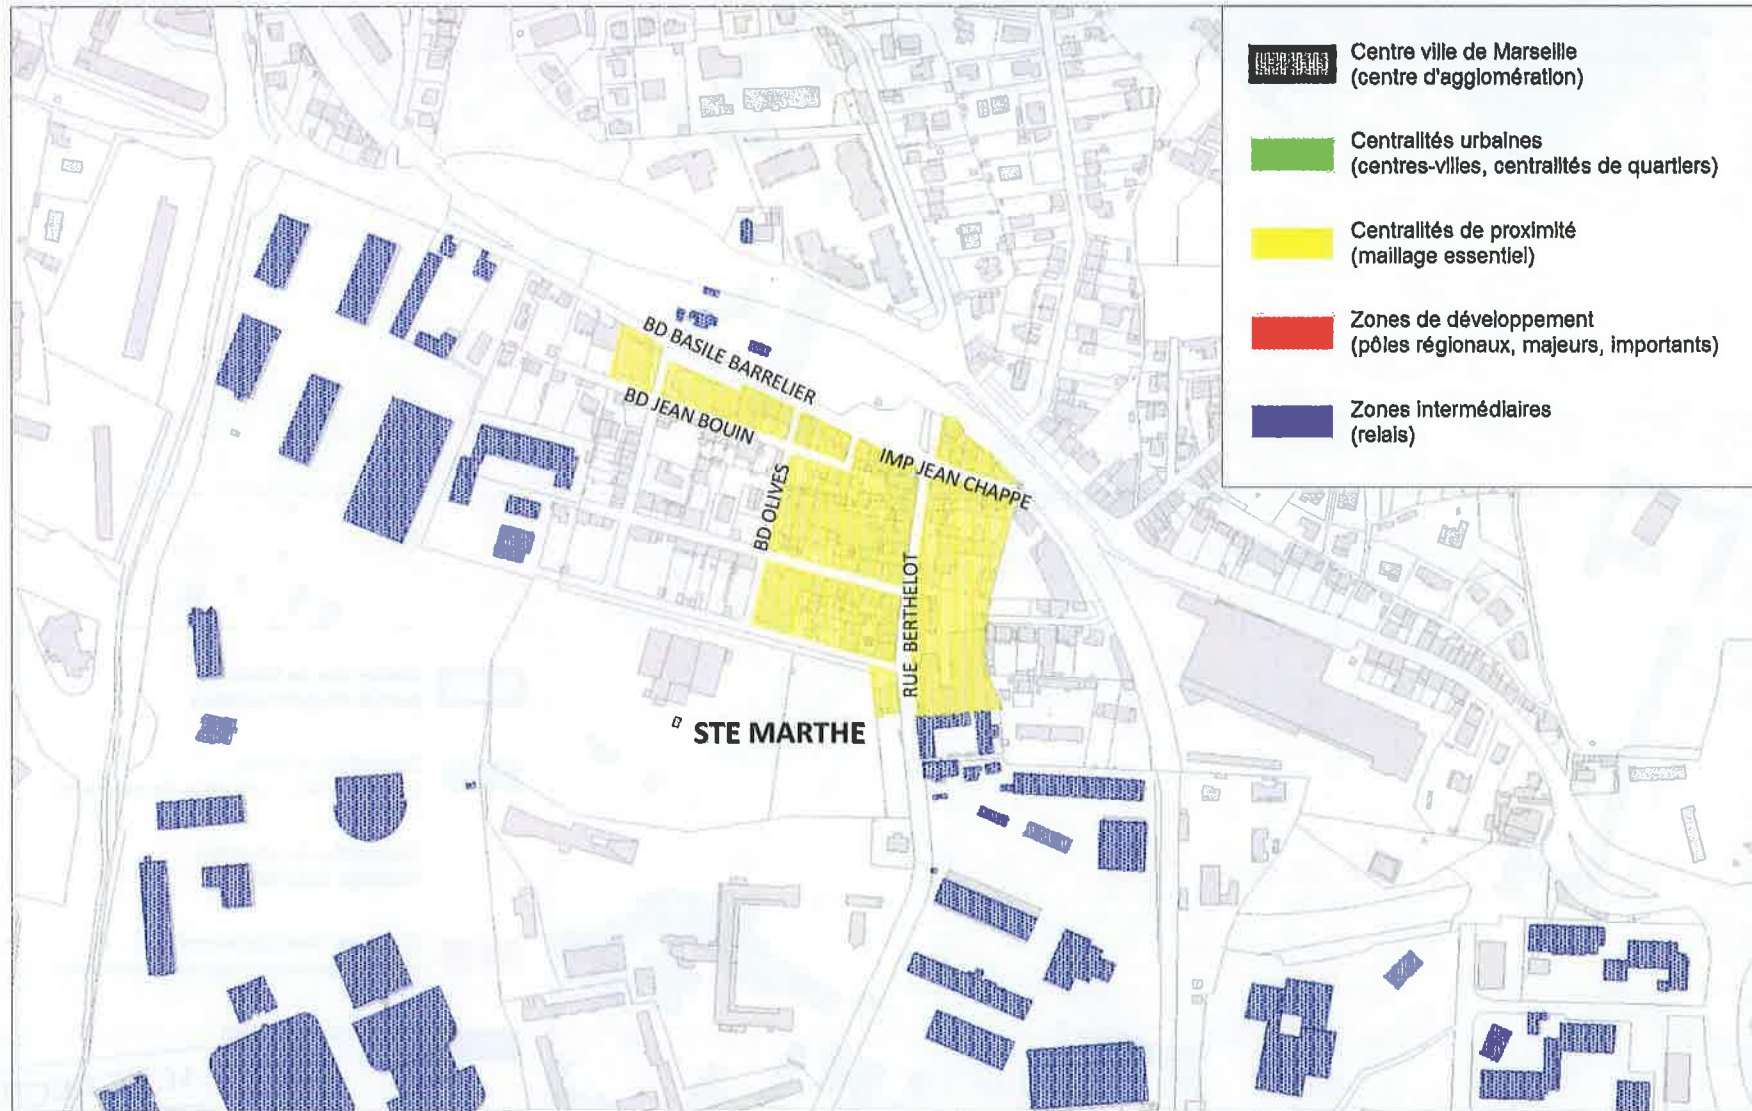 Centre ville de Marseille
(centre d'agglomération)
Centralités urbaines
(centres-villes, centralités de quartiers)
Centralités de proximité
(maillage essentiel)
Zones de développement
(pôles régionaux, majeurs, importants)
Zones intermédiaires
(relais)
BD BASILE BARRELIER
BD JEAN BOUIN
IMP JEAN CHAPPE
BD OLIVES
RUE BERTHELOT
STE MARTHE